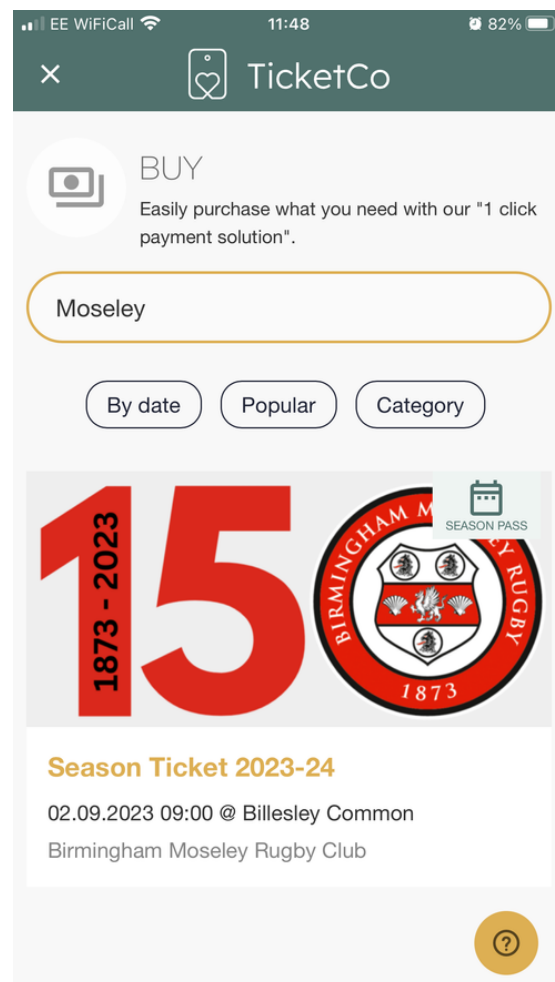 EE WiFiCall 11:48 82%
TicketCo
BUY
Easily purchase what you need with our "1 click
payment solution".
Moseley
By date Popular Category
SEASON PASS
150
1873 - 2023
BIRMINGHAM M EY RUGBY
1873
Season Ticket 2023-24
02.09.2023 09:00 @ Billesley Common
Birmingham Moseley Rugby Club
?